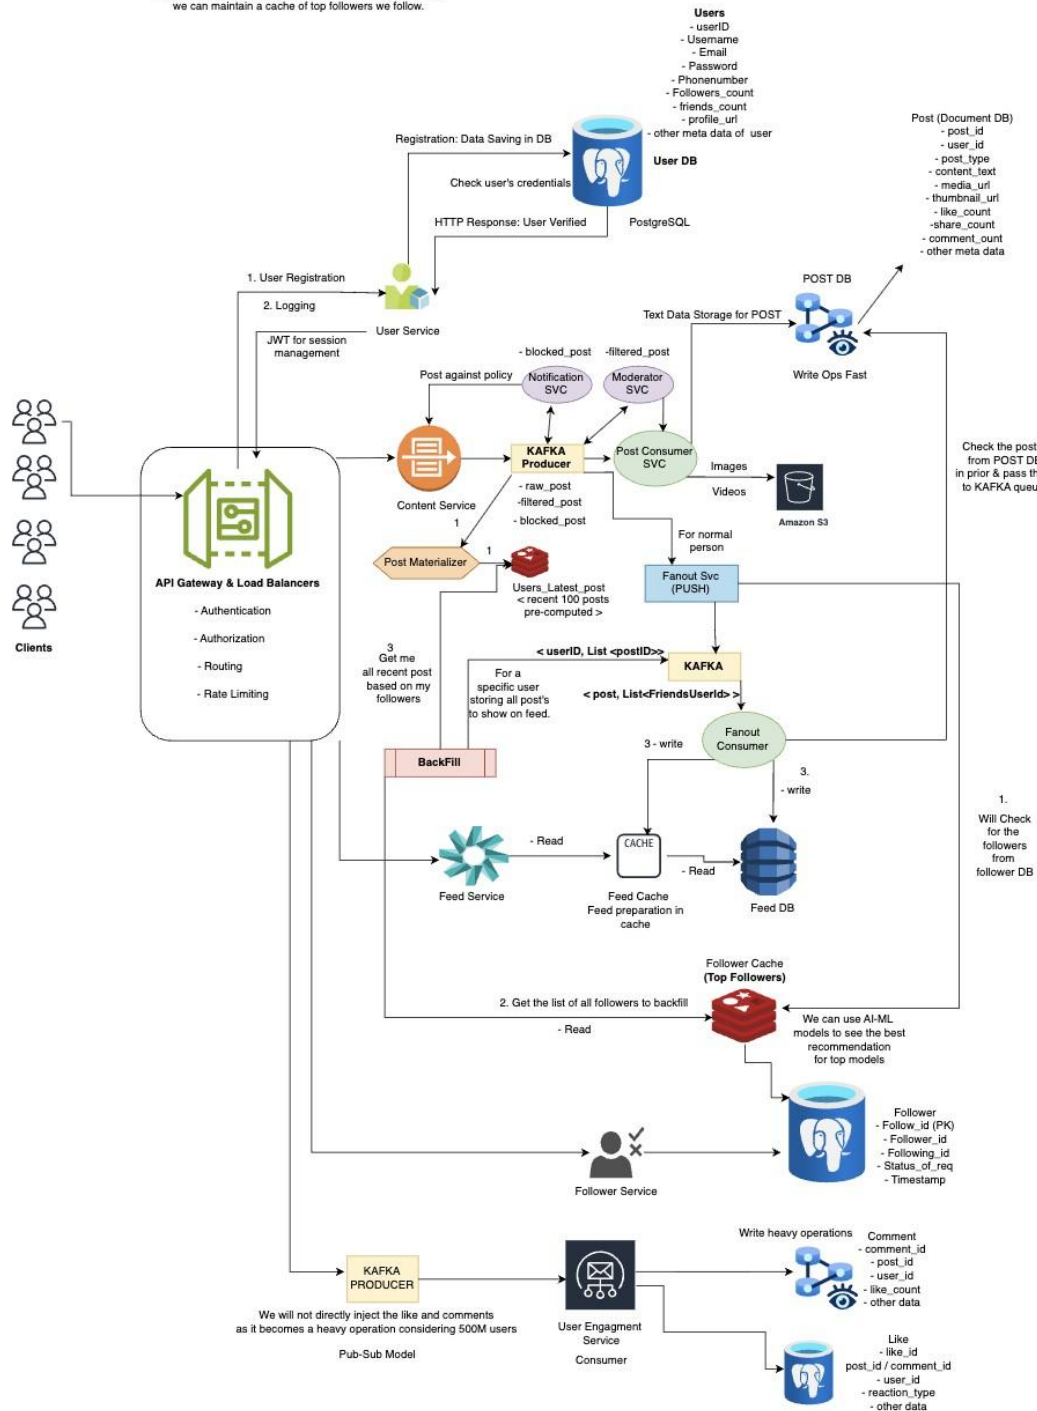 we can maintain a cache of top followers we follow.
Users
- userID
- Username
- Email
- Password
- Phonenumber
- Followers_count
- friends_count
- profile_url
- other meta data of user
Registration: Data Saving in DB
User DB
Check user's credentials
HTTP Response: User Verified
PostgreSQL
Post (Document DB)
- post_id
- user_id
- post_type
- content_text
- media_url
- thumbnail_url
- like_count
-share_count
- comment_ount
- other meta data
1. User Registration
2. Logging
User Service
JWT for session
management
POST DB
Text Data Storage for POST
Write Ops Fast
- blocked_post
-filtered_post
Post against policy
Notification
SVC
Moderator
SVC
KAFKA
Producer
Post Consumer
SVC
Content Service
- raw_post
-filtered_post
- blocked_post
Images
Videos
Amazon S3
Check the post
from POST DB
in prior & pass th
to KAFKA queu
1
Post Materializer
1
Users_Latest_post
< recent 100 posts
pre-computed >
For normal
person
Fanout Svc
(PUSH)
API Gateway & Load Balancers
- Authentication
- Authorization
- Routing
- Rate Limiting
Clients
3
Get me
all recent post
based on my
followers
For a
specific user
storing all post's
to show on feed.
< userID, List <postID>>
KAFKA
< post, List<FriendsUserId> >
Fanout
Consumer
BackFill
3 - write
3.
- write
1.
Will Check
for the
followers
from
follower DB
- Read
CACHE
- Read
Feed Service
Feed Cache
Feed preparation in
cache
Feed DB
Follower Cache
(Top Followers)
2. Get the list of all followers to backfill
- Read
We can use AI-ML
models to see the best
recommendation
for top models
Follower
- Follow_id (PK)
- Follower_id
- Following_id
- Status_of_req
- Timestamp
Follower Service
Write heavy operations
Comment
- comment_id
- post_id
- user_id
- like_count
- other data
KAFKA
PRODUCER
We will not directly inject the like and comments
as it becomes a heavy operation considering 500M users
Pub-Sub Model
User Engagment
Service
Consumer
Like
- like_id
post_id / comment_id
- user_id
- reaction_type
- other data